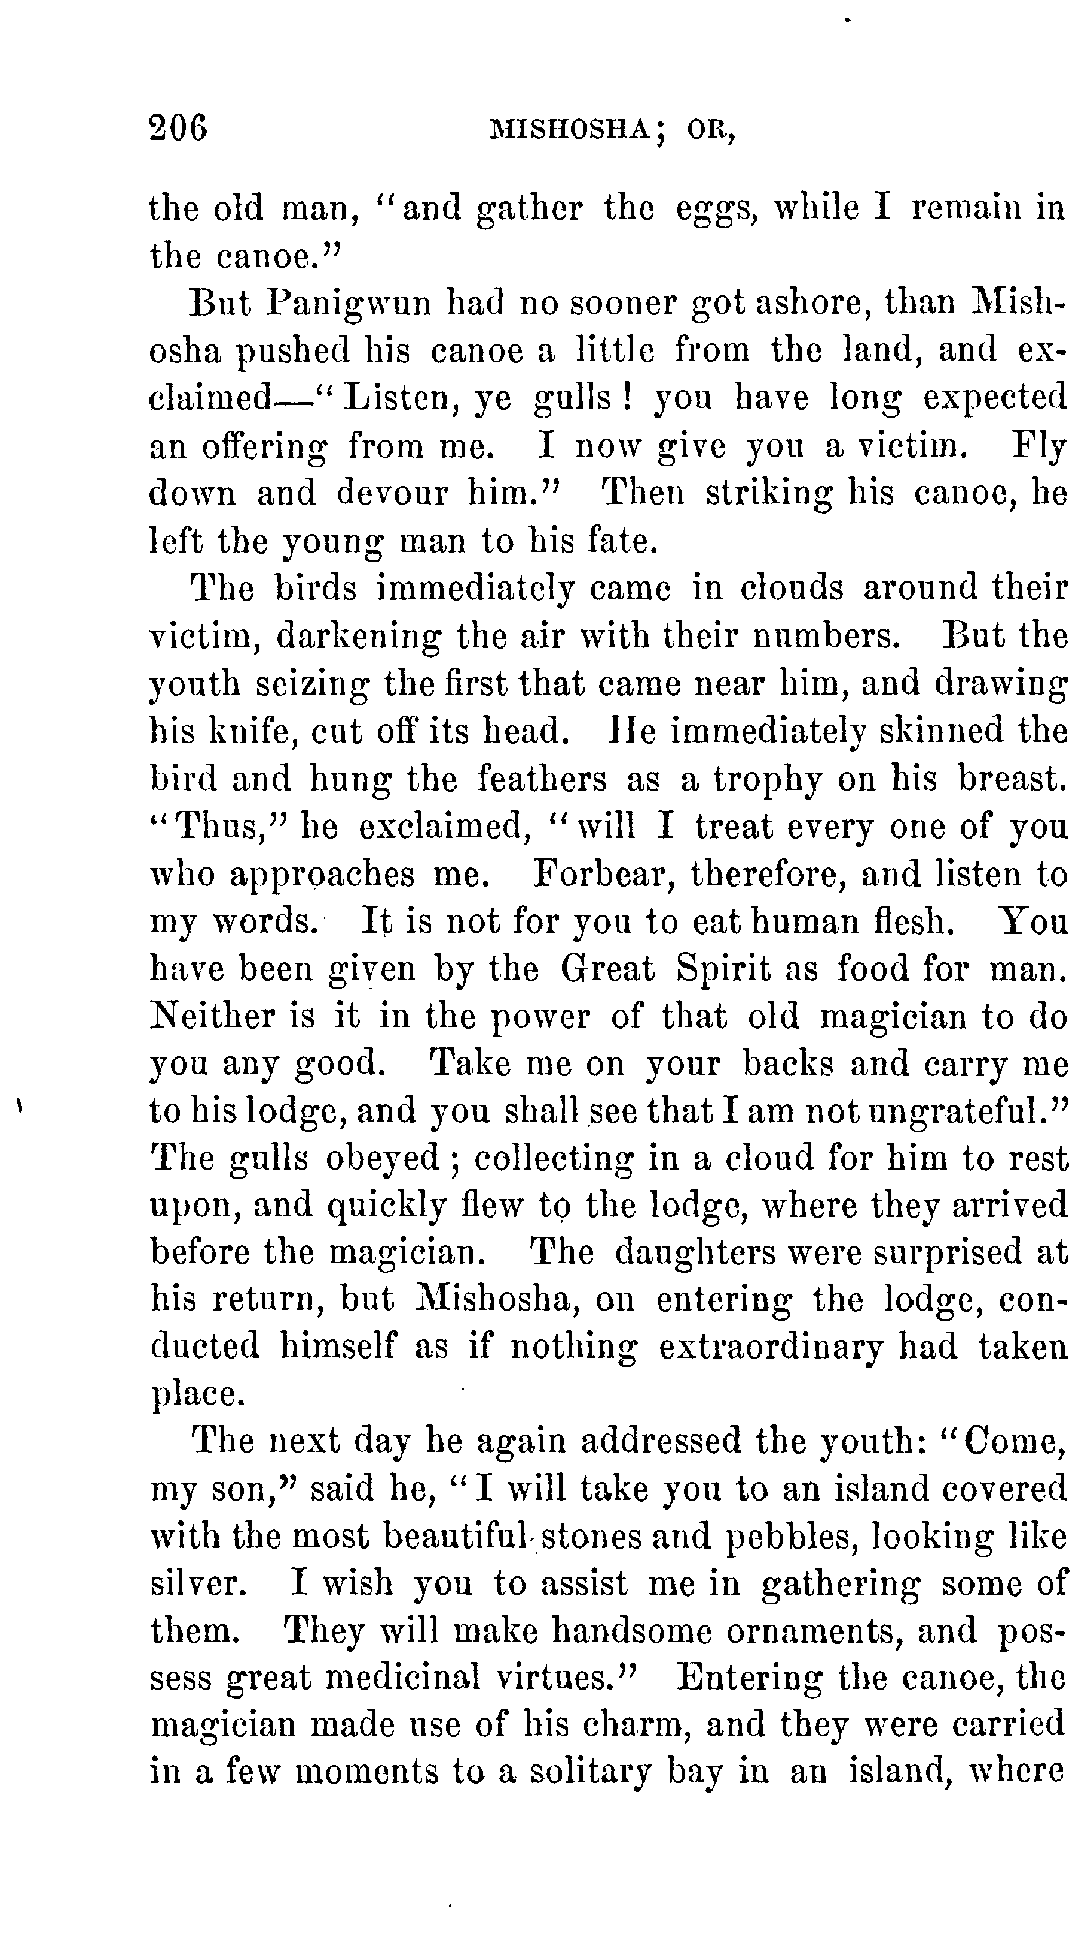 206 MISHOSHA; OR,
the old man, "and gather the eggs, while I remain in
the canoe."
But Panigwun had no sooner got ashore, than Mish-
osha pushed his canoe a little from the land, and ex-
claimed—"Listen, ye gulls! you have long expected
an offering from me. I now give you a victim. Fly
down and devour him." Then striking his canoe, he
left the young man to his fate.
The birds immediately came in clouds around their
victim, darkening the air with their numbers. But the
youth seizing the first that came near him, and drawing
his knife, cut off its head. He immediately skinned the
bird and hung the feathers as a trophy on his breast.
"Thus," he exclaimed, "will I treat every one of you
who approaches me. Forbear, therefore, and listen to
my words. It is not for you to eat human flesh. You
have been given by the Great Spirit as food for man.
Neither is it in the power of that old magician to do
you any good. Take me on your backs and carry me
to his lodge, and you shall see that I am not ungrateful."
The gulls obeyed; collecting in a cloud for him to rest
upon, and quickly flew to the lodge, where they arrived
before the magician. The daughters were surprised at
his return, but Mishosha, on entering the lodge, con-
ducted himself as if nothing extraordinary had taken
place.
The next day he again addressed the youth: "Come,
my son," said he, "I will take you to an island covered
with the most beautiful stones and pebbles, looking like
silver. I wish you to assist me in gathering some of
them. They will make handsome ornaments, and pos-
sess great medicinal virtues." Entering the canoe, the
magician made use of his charm, and they were carried
in a few moments to a solitary bay in an island, where